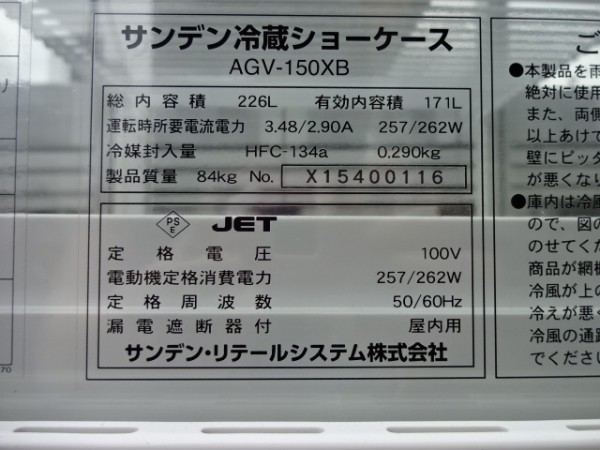 サンデン冷蔵ショーケース
AGV-150XB
総内容積 226L 有効内容積 171L
運転時所要電流電力 3.48/2.90A 257/262W
冷媒封入量 HFC-134a 0.290kg
製品質量 84kg No. X15400116
PSE JET
定格電圧 100V
電動機定格消費電力 257/262W
定格周波数 50/60Hz
漏電遮断器付 屋内用
サンデン・リテールシステム株式会社
り
70
ご
●本製品を雨
絶対に使用
また、両側
以上あけて
壁にピッタ
が悪くなり
●庫内は冷風
ので、図の
のせてくだ
商品が網棚
冷風が上の
冷えが悪く
冷風の通路
でください